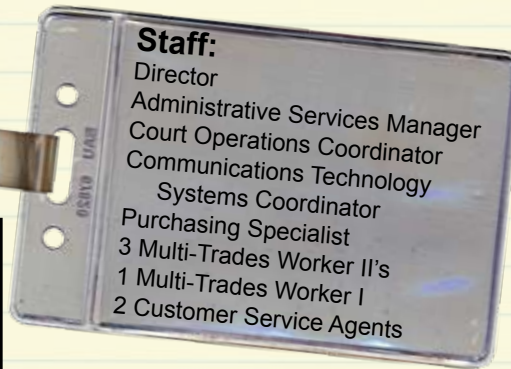 Staff:
Director
Administrative Services Manager
Court Operations Coordinator
Communications Technology
Systems Coordinator
Purchasing Specialist
3 Multi-Trades Worker II's
1 Multi-Trades Worker I
2 Customer Service Agents